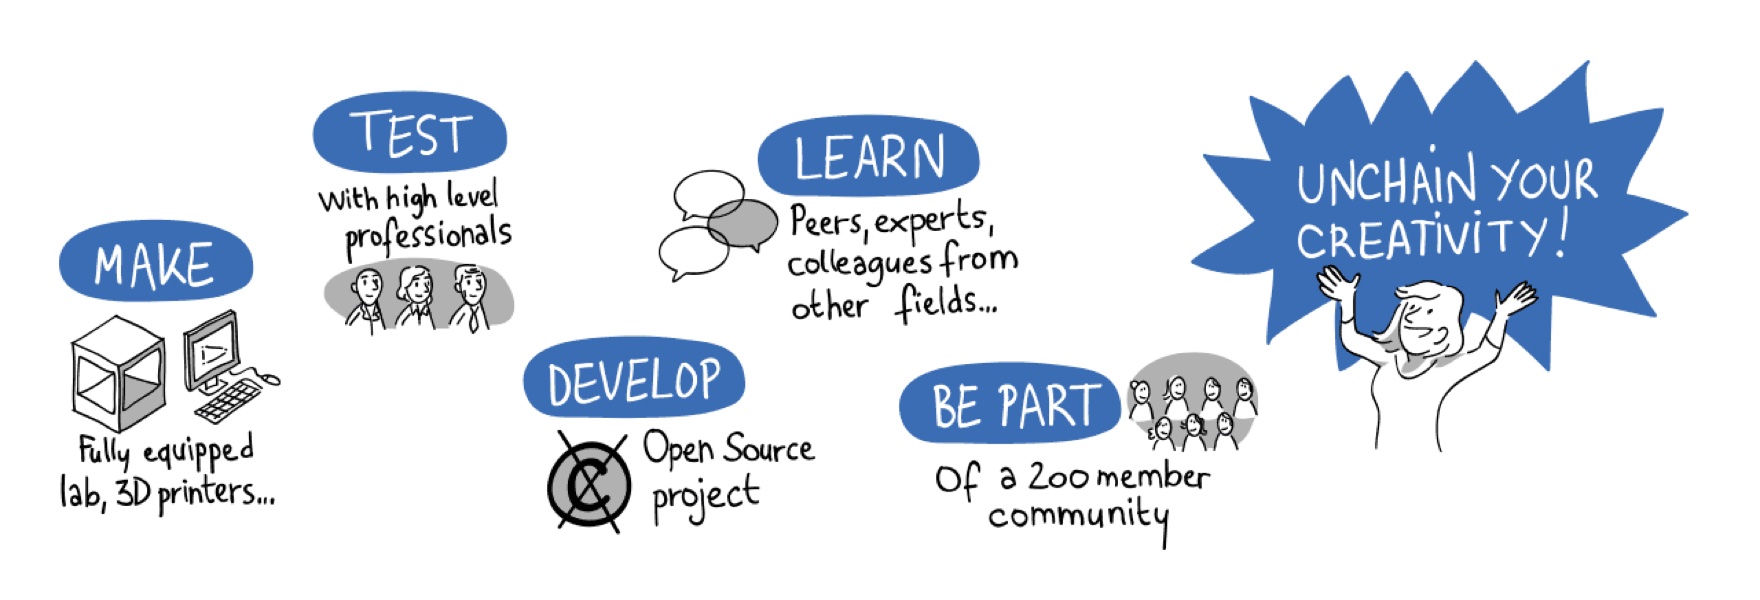 MAKE
Fully equipped
lab, 3D printers...
TEST
With high level
professionals
DEVELOP
C
Open Source
project
LEARN
Peers, experts,
colleagues from
other fields...
BE PART
Of a 200 member
community
UNCHAIN YOUR
CREATIVITY!